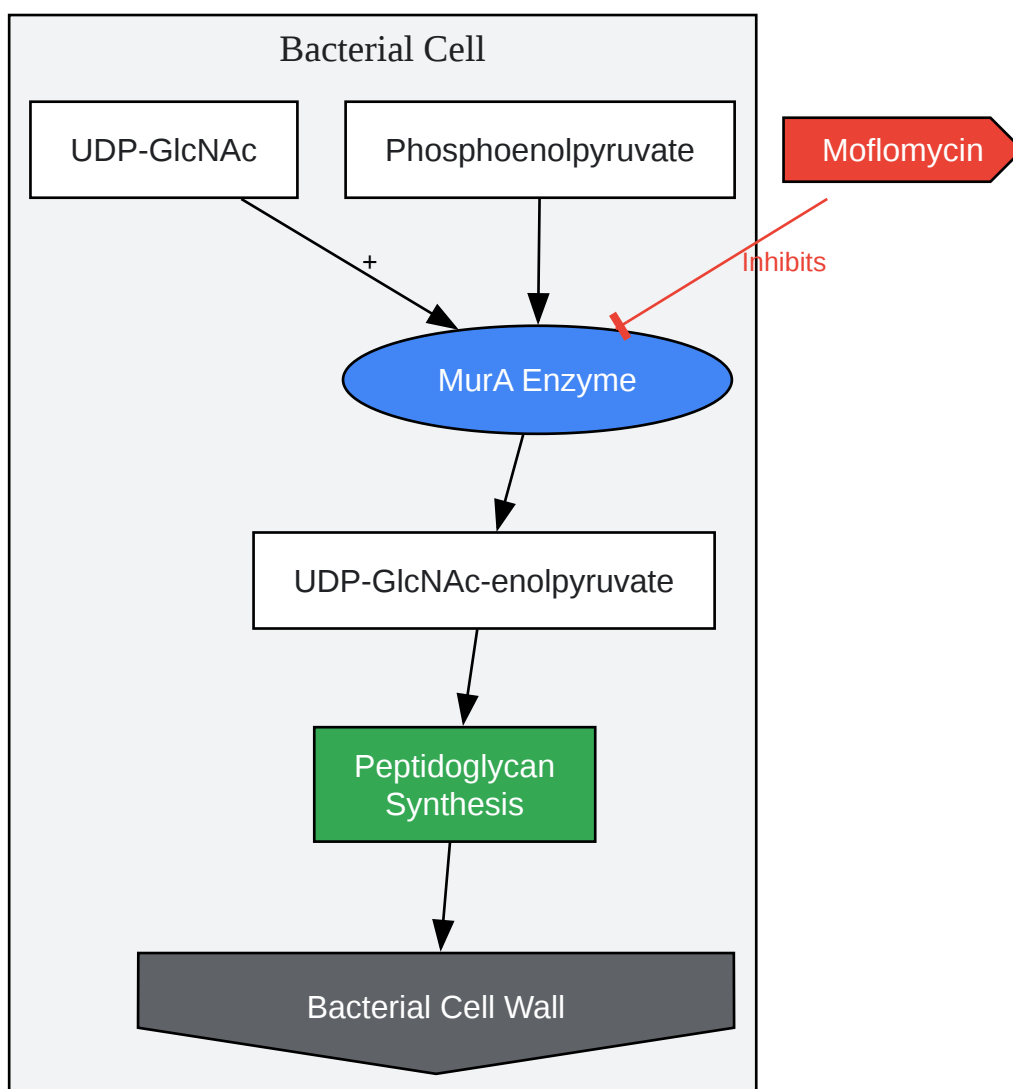 Bacterial Cell
UDP-GlcNAc
Phosphoenolpyruvate
Moflomycin
+
Inhibits
MurA Enzyme
UDP-GlcNAc-enolpyruvate
Peptidoglycan
Synthesis
Bacterial Cell Wall